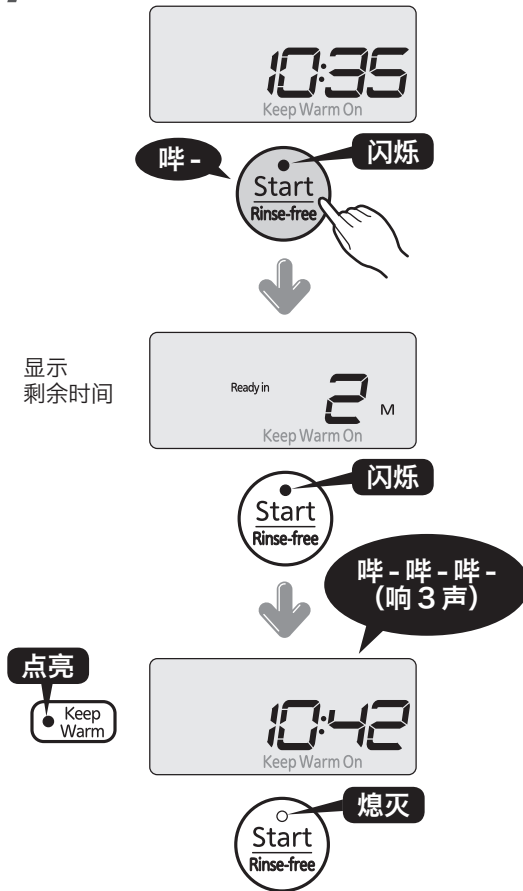 10:35
Keep Warm On
哔 -
闪烁
Start
Rinse-free
显示
剩余时间
Ready in 2 M
Keep Warm On
闪烁
Start
Rinse-free
哔 - 哔 - 哔 -
（响 3 声）
点亮
Keep
Warm
10:42
Keep Warm On
熄灭
Start
Rinse-free